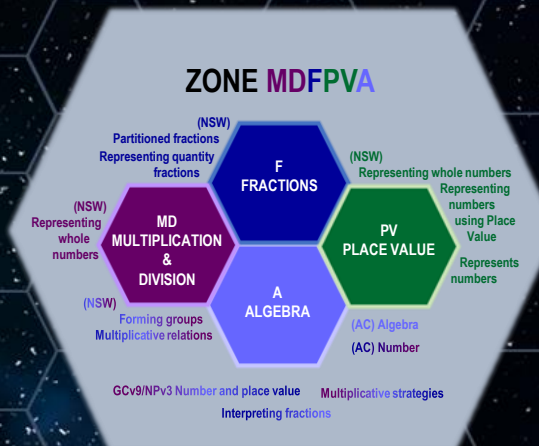 ZONE MDFPVA
(NSW)
Partitioned fractions
Representing quantity
fractions
F
FRACTIONS
(NSW)
Representing whole numbers
Representing
numbers
using Place
Value
Represents
numbers
(NSW)
Representing
whole
numbers
MD
MULTIPLICATION
&
DIVISION
PV
PLACE VALUE
(NSW)
Forming groups
Multiplicative relations
A
ALGEBRA
(AC) Algebra
(AC) Number
GCv9/NPv3 Number and place value
Multiplicative strategies
Interpreting fractions